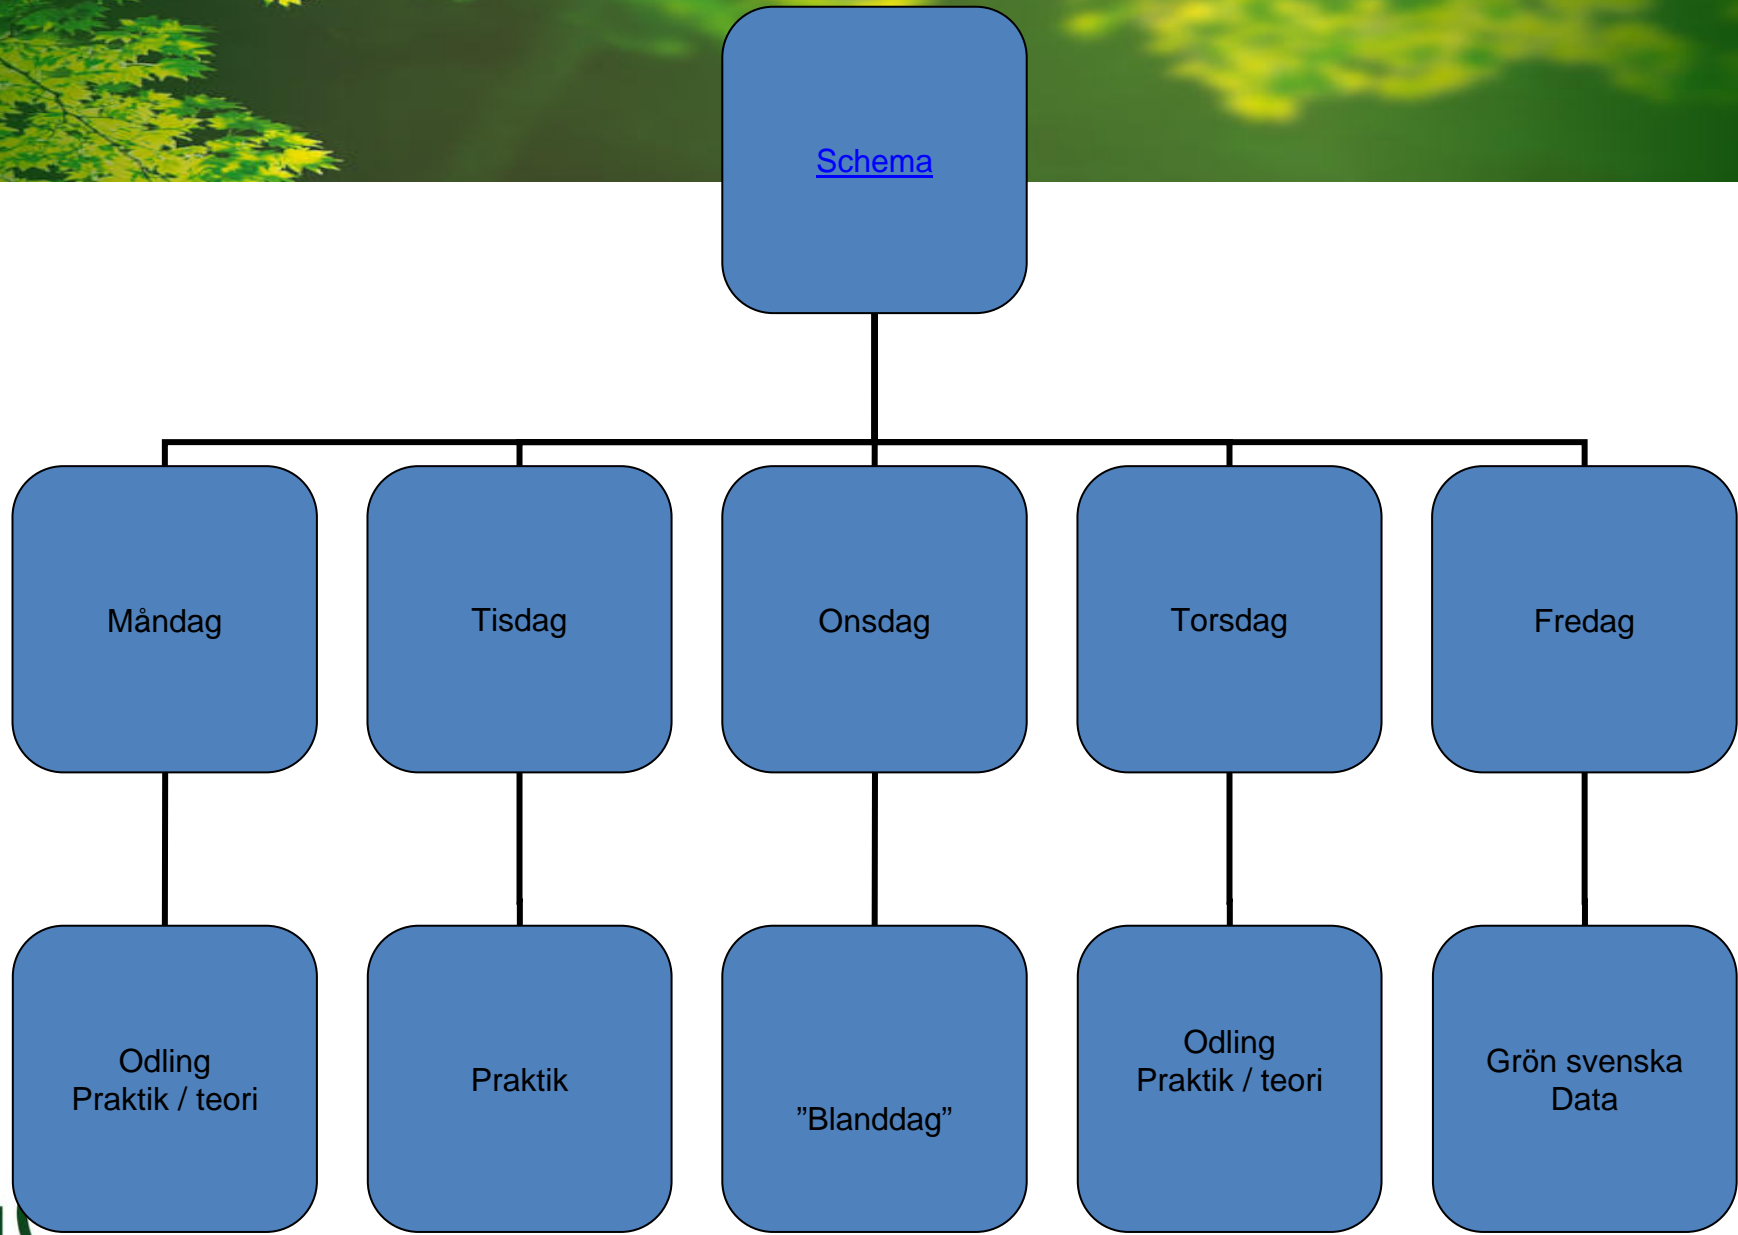 Schema
Måndag
Tisdag
Onsdag
Torsdag
Fredag
Odling
Praktik / teori
Praktik
”Blanddag”
Odling
Praktik / teori
Grön svenska
Data